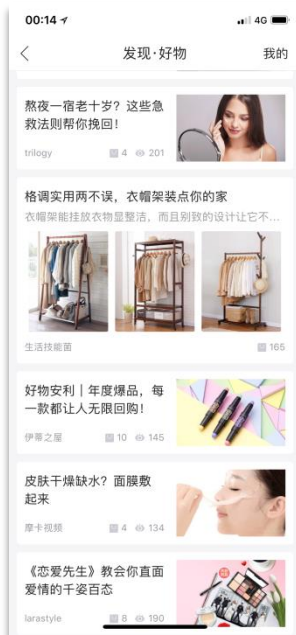 00:14
4G
发现·好物
我的
熬夜一宿老十岁？这些急
救法则帮你挽回！
trilogy 4 201
格调实用两不误，衣帽架装点你的家
衣帽架能挂放衣物显整洁，而且别致的设计让它不...
生活技能菌 165
好物安利｜年度爆品，每
一款都让人无限回购！
伊蒂之屋 10 145
皮肤干燥缺水？面膜敷
起来
摩卡视频 4 134
《恋爱先生》教会你直面
爱情的千姿百态
larastyle 8 190